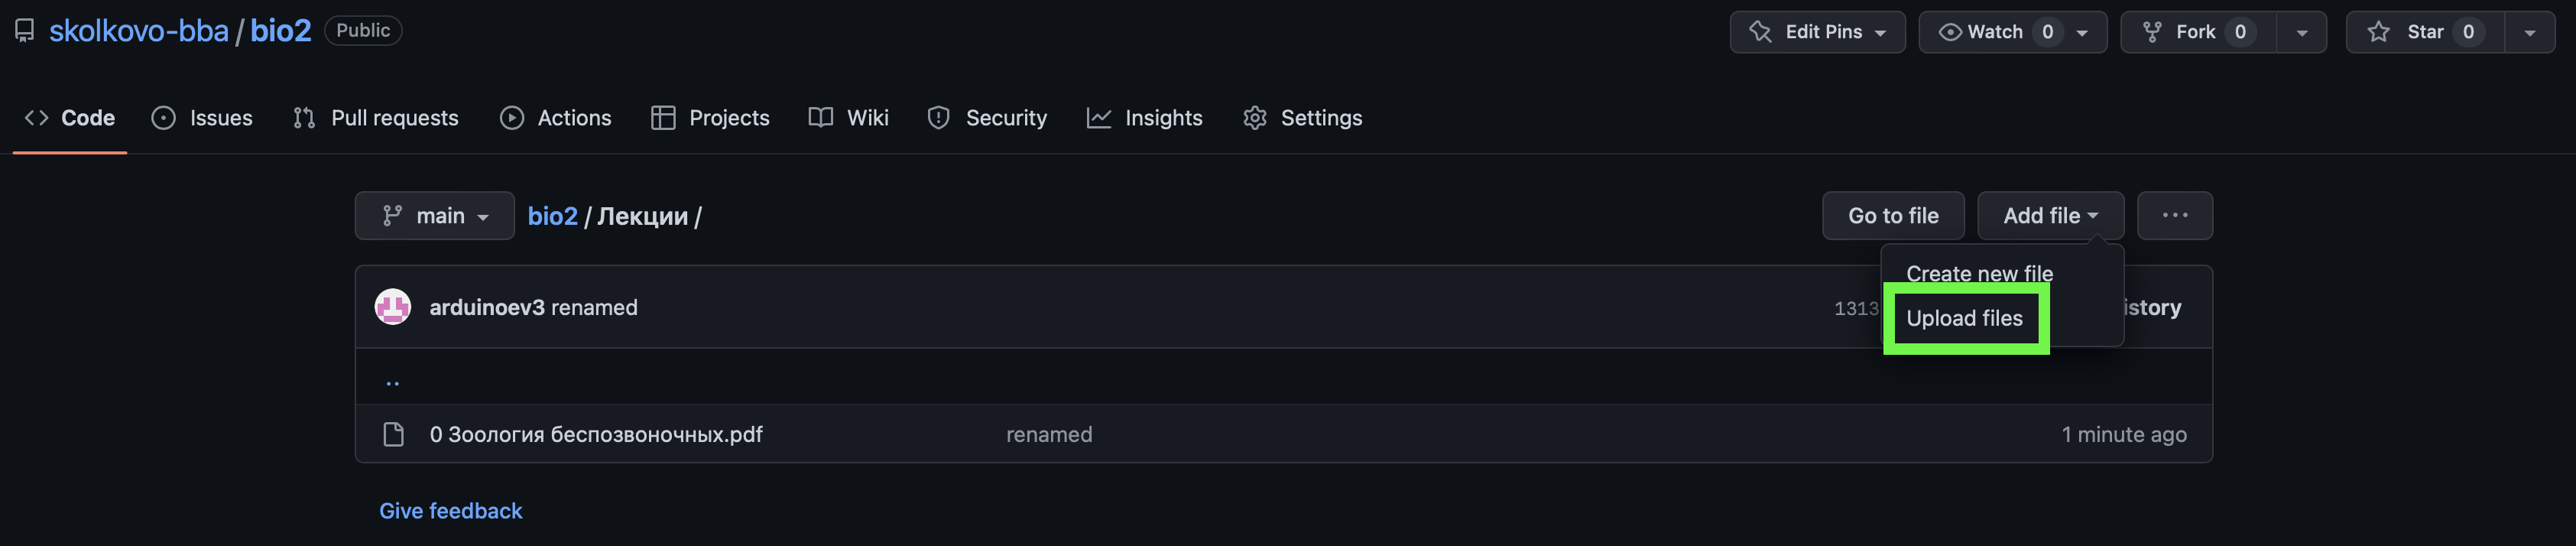 skolkovo-bba / bio2 Public Edit Pins Watch 0 Fork 0 Star 0
Code Issues Pull requests Actions Projects Wiki Security Insights Settings
main bio2 / Лекции / Go to file Add file ...
Create new file
arduinoev3 renamed 1313 istory
Upload files
..
0 Зоология беспозвоночных.pdf renamed 1 minute ago
Give feedback